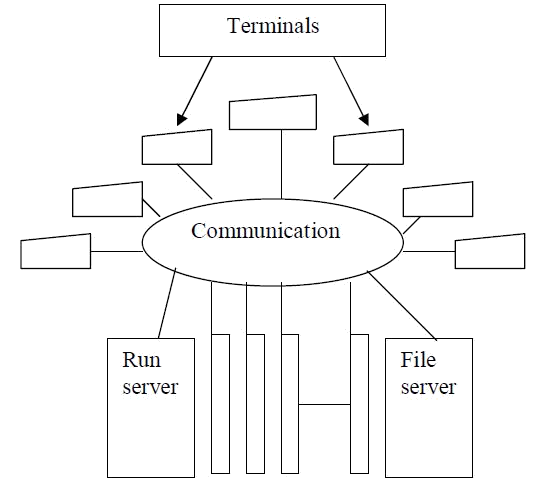 Terminals
Communication
Run
server
File
server